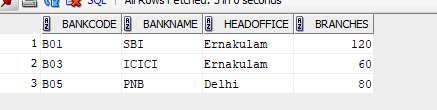 SQL | All Rows Fetched: 3 in 0 seconds
BANKCODE BANKNAME HEADOFFICE BRANCHES
1 B01 SBI Ernakulam 120
2 B03 ICICI Ernakulam 60
3 B05 PNB Delhi 80